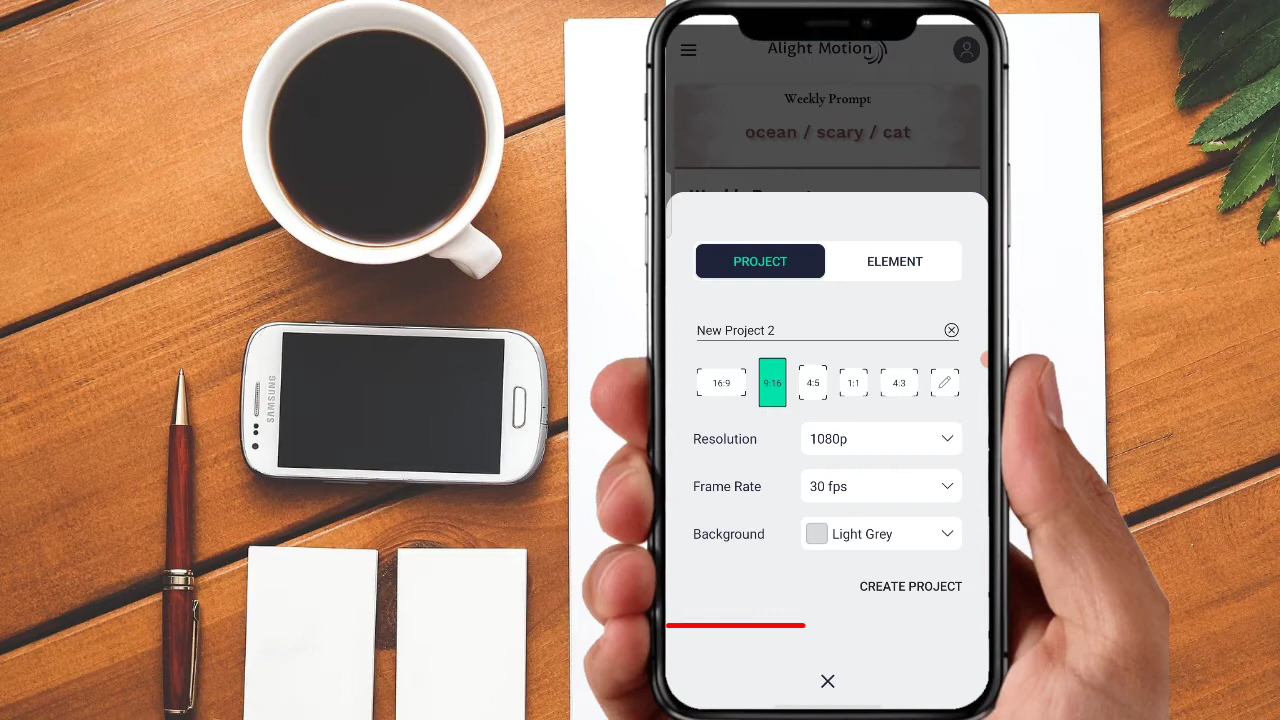 Alight Motion
Weekly Prompt
ocean / scary / cat
PROJECT
ELEMENT
New Project 2
16:9
9:16
4:5
1:1
4:3
Resolution
1080p
Frame Rate
30 fps
Background
Light Grey
CREATE PROJECT
SAMSUNG